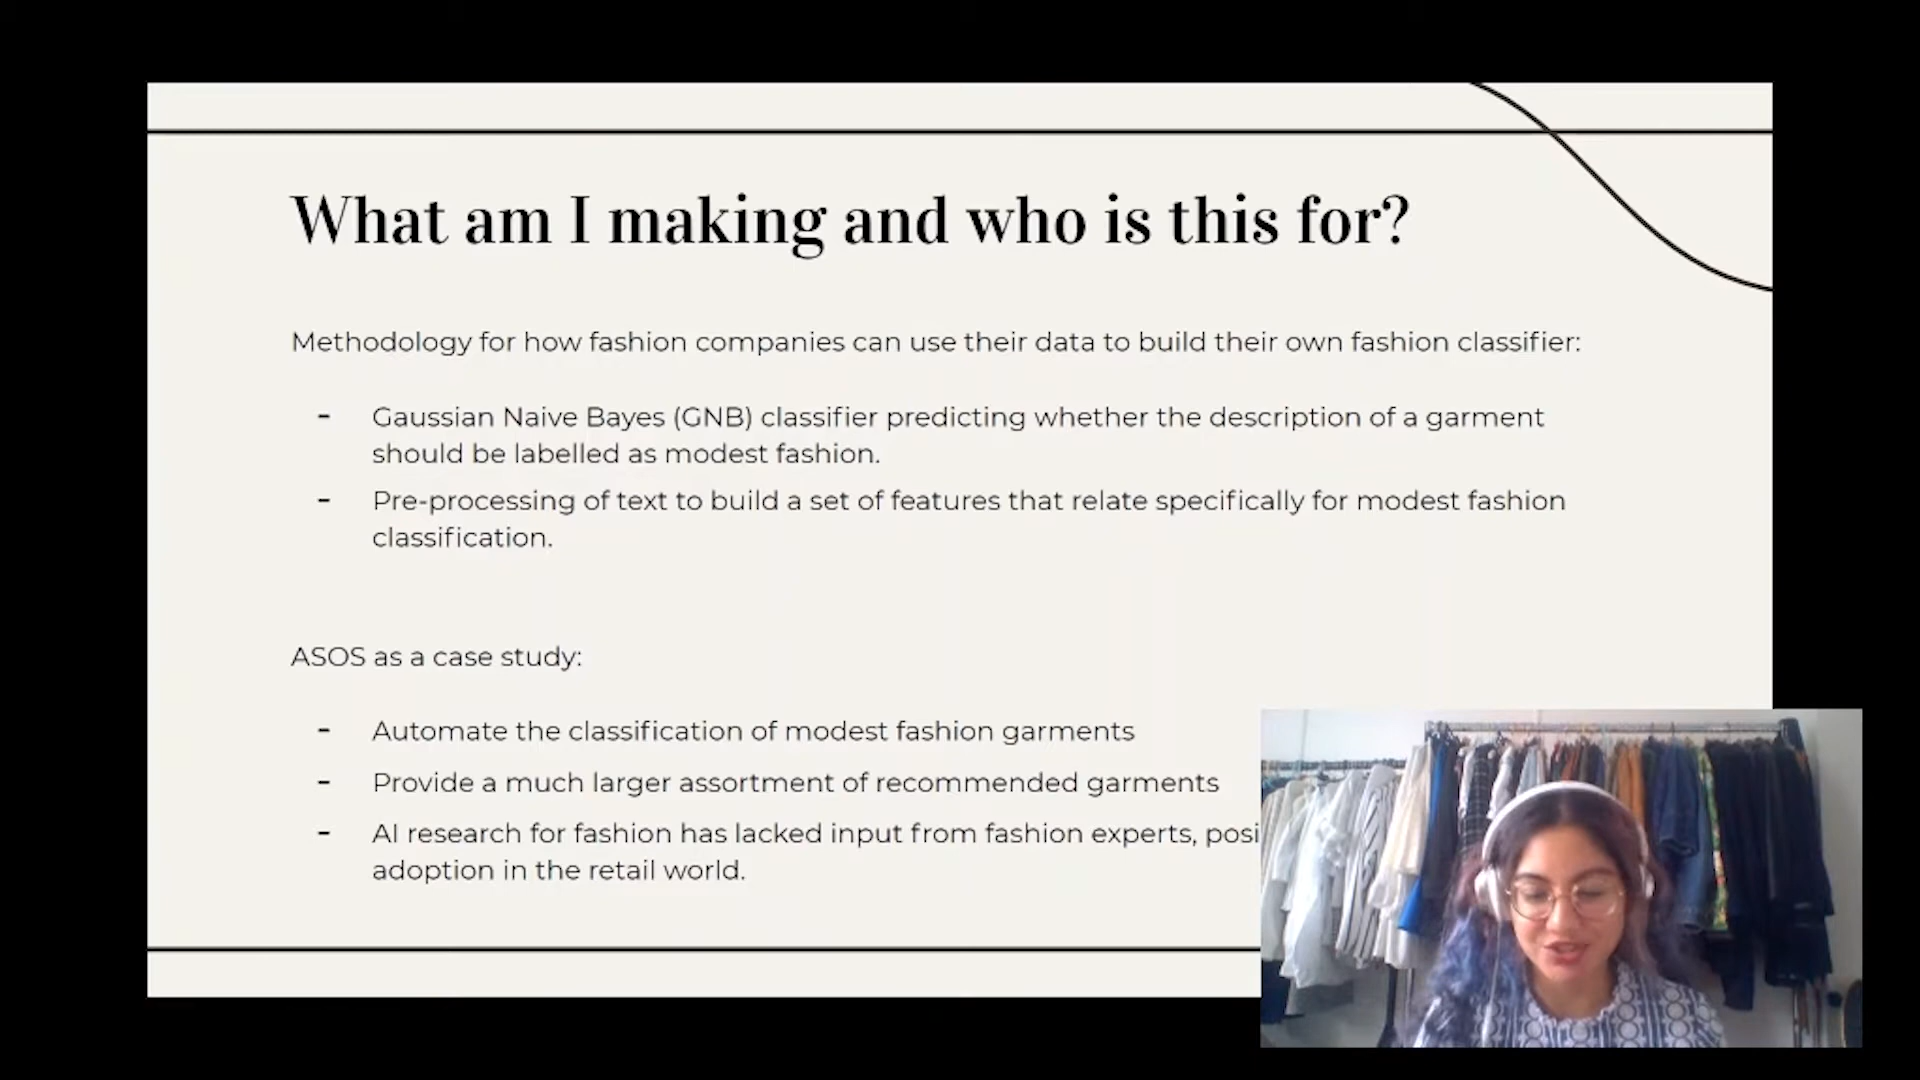 What am I making and who is this for?
Methodology for how fashion companies can use their data to build their own fashion classifier:
- Gaussian Naive Bayes (GNB) classifier predicting whether the description of a garment
should be labelled as modest fashion.
- Pre-processing of text to build a set of features that relate specifically for modest fashion
classification.
ASOS as a case study:
- Automate the classification of modest fashion garments
- Provide a much larger assortment of recommended garments
- AI research for fashion has lacked input from fashion experts,
adoption in the retail world.